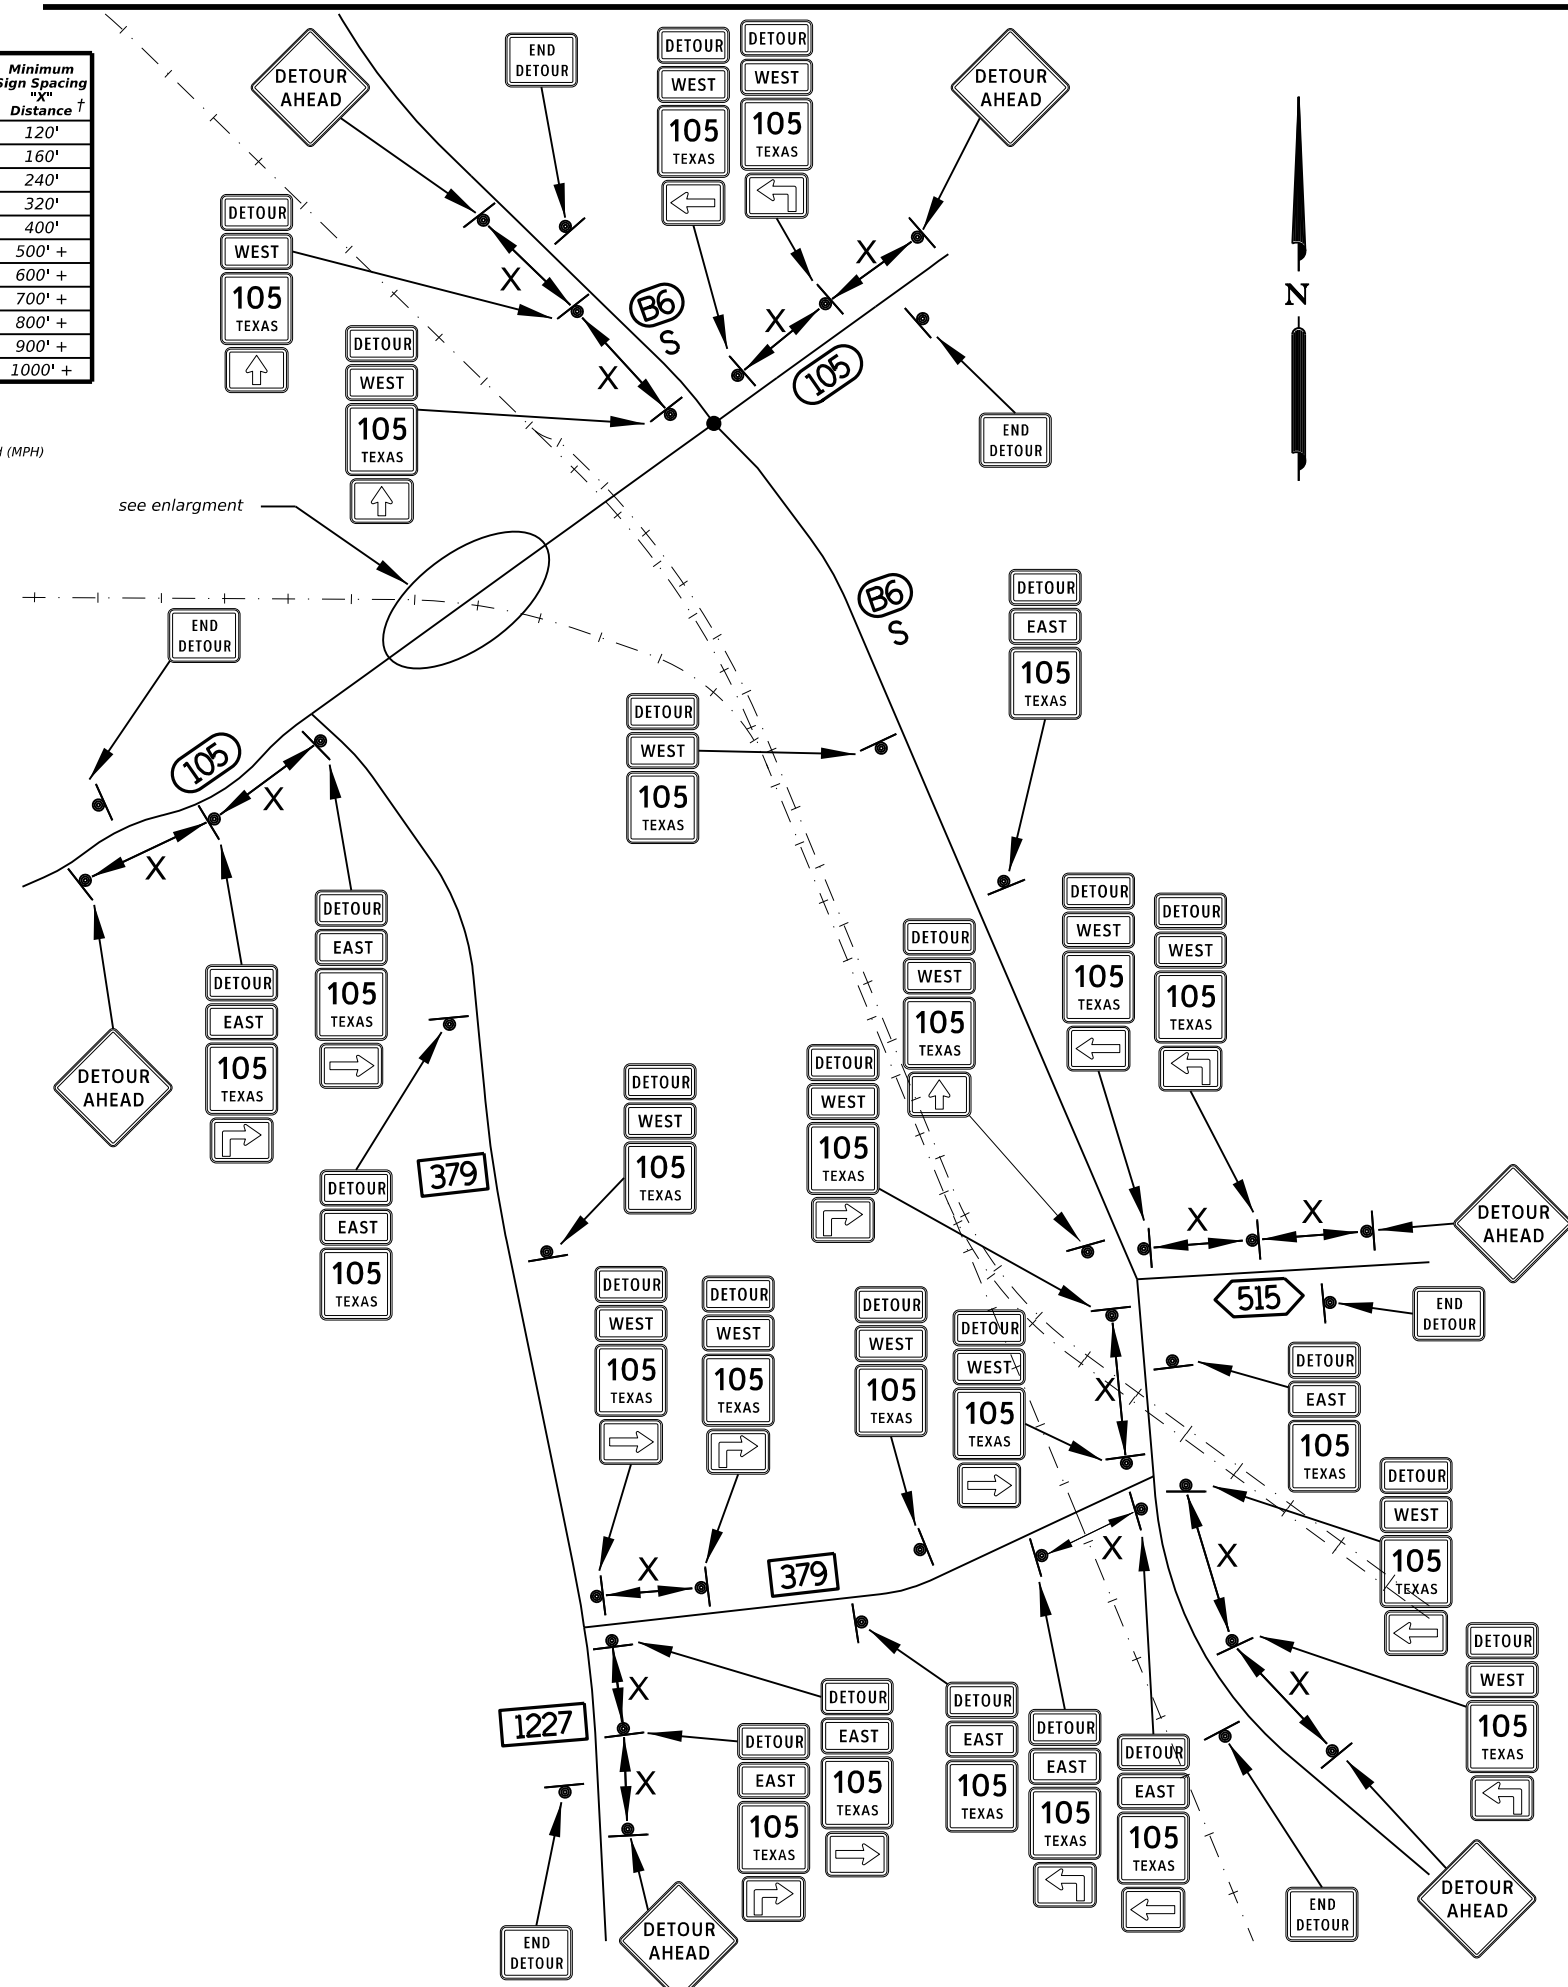 Minimum
Sign Spacing
"X"
Distance †
120'
160'
240'
320'
400'
500' +
600' +
700' +
800' +
900' +
1000' +
(MPH)
DETOUR
AHEAD
END
DETOUR
DETOUR
WEST
105
TEXAS
DETOUR
WEST
105
TEXAS
DETOUR
AHEAD
N
DETOUR
WEST
105
TEXAS
X
B6
S
X
X
105
DETOUR
WEST
105
TEXAS
X
END
DETOUR
see enlargment
B6
S
END
DETOUR
DETOUR
EAST
105
TEXAS
DETOUR
WEST
105
TEXAS
105
X
X
DETOUR
EAST
105
TEXAS
DETOUR
EAST
105
TEXAS
DETOUR
AHEAD
DETOUR
WEST
105
TEXAS
DETOUR
WEST
105
TEXAS
DETOUR
WEST
105
TEXAS
DETOUR
WEST
105
TEXAS
DETOUR
WEST
105
TEXAS
379
DETOUR
EAST
105
TEXAS
X
X
DETOUR
AHEAD
515
END
DETOUR
DETOUR
WEST
105
TEXAS
DETOUR
WEST
105
TEXAS
DETOUR
WEST
105
TEXAS
DETOUR
WEST
105
TEXAS
X
DETOUR
EAST
105
TEXAS
DETOUR
WEST
105
TEXAS
X
379
X
X
DETOUR
WEST
105
TEXAS
X
X
1227
X
DETOUR
EAST
105
TEXAS
DETOUR
EAST
105
TEXAS
DETOUR
EAST
105
TEXAS
DETOUR
EAST
105
TEXAS
DETOUR
EAST
105
TEXAS
END
DETOUR
DETOUR
AHEAD
END
DETOUR
DETOUR
AHEAD